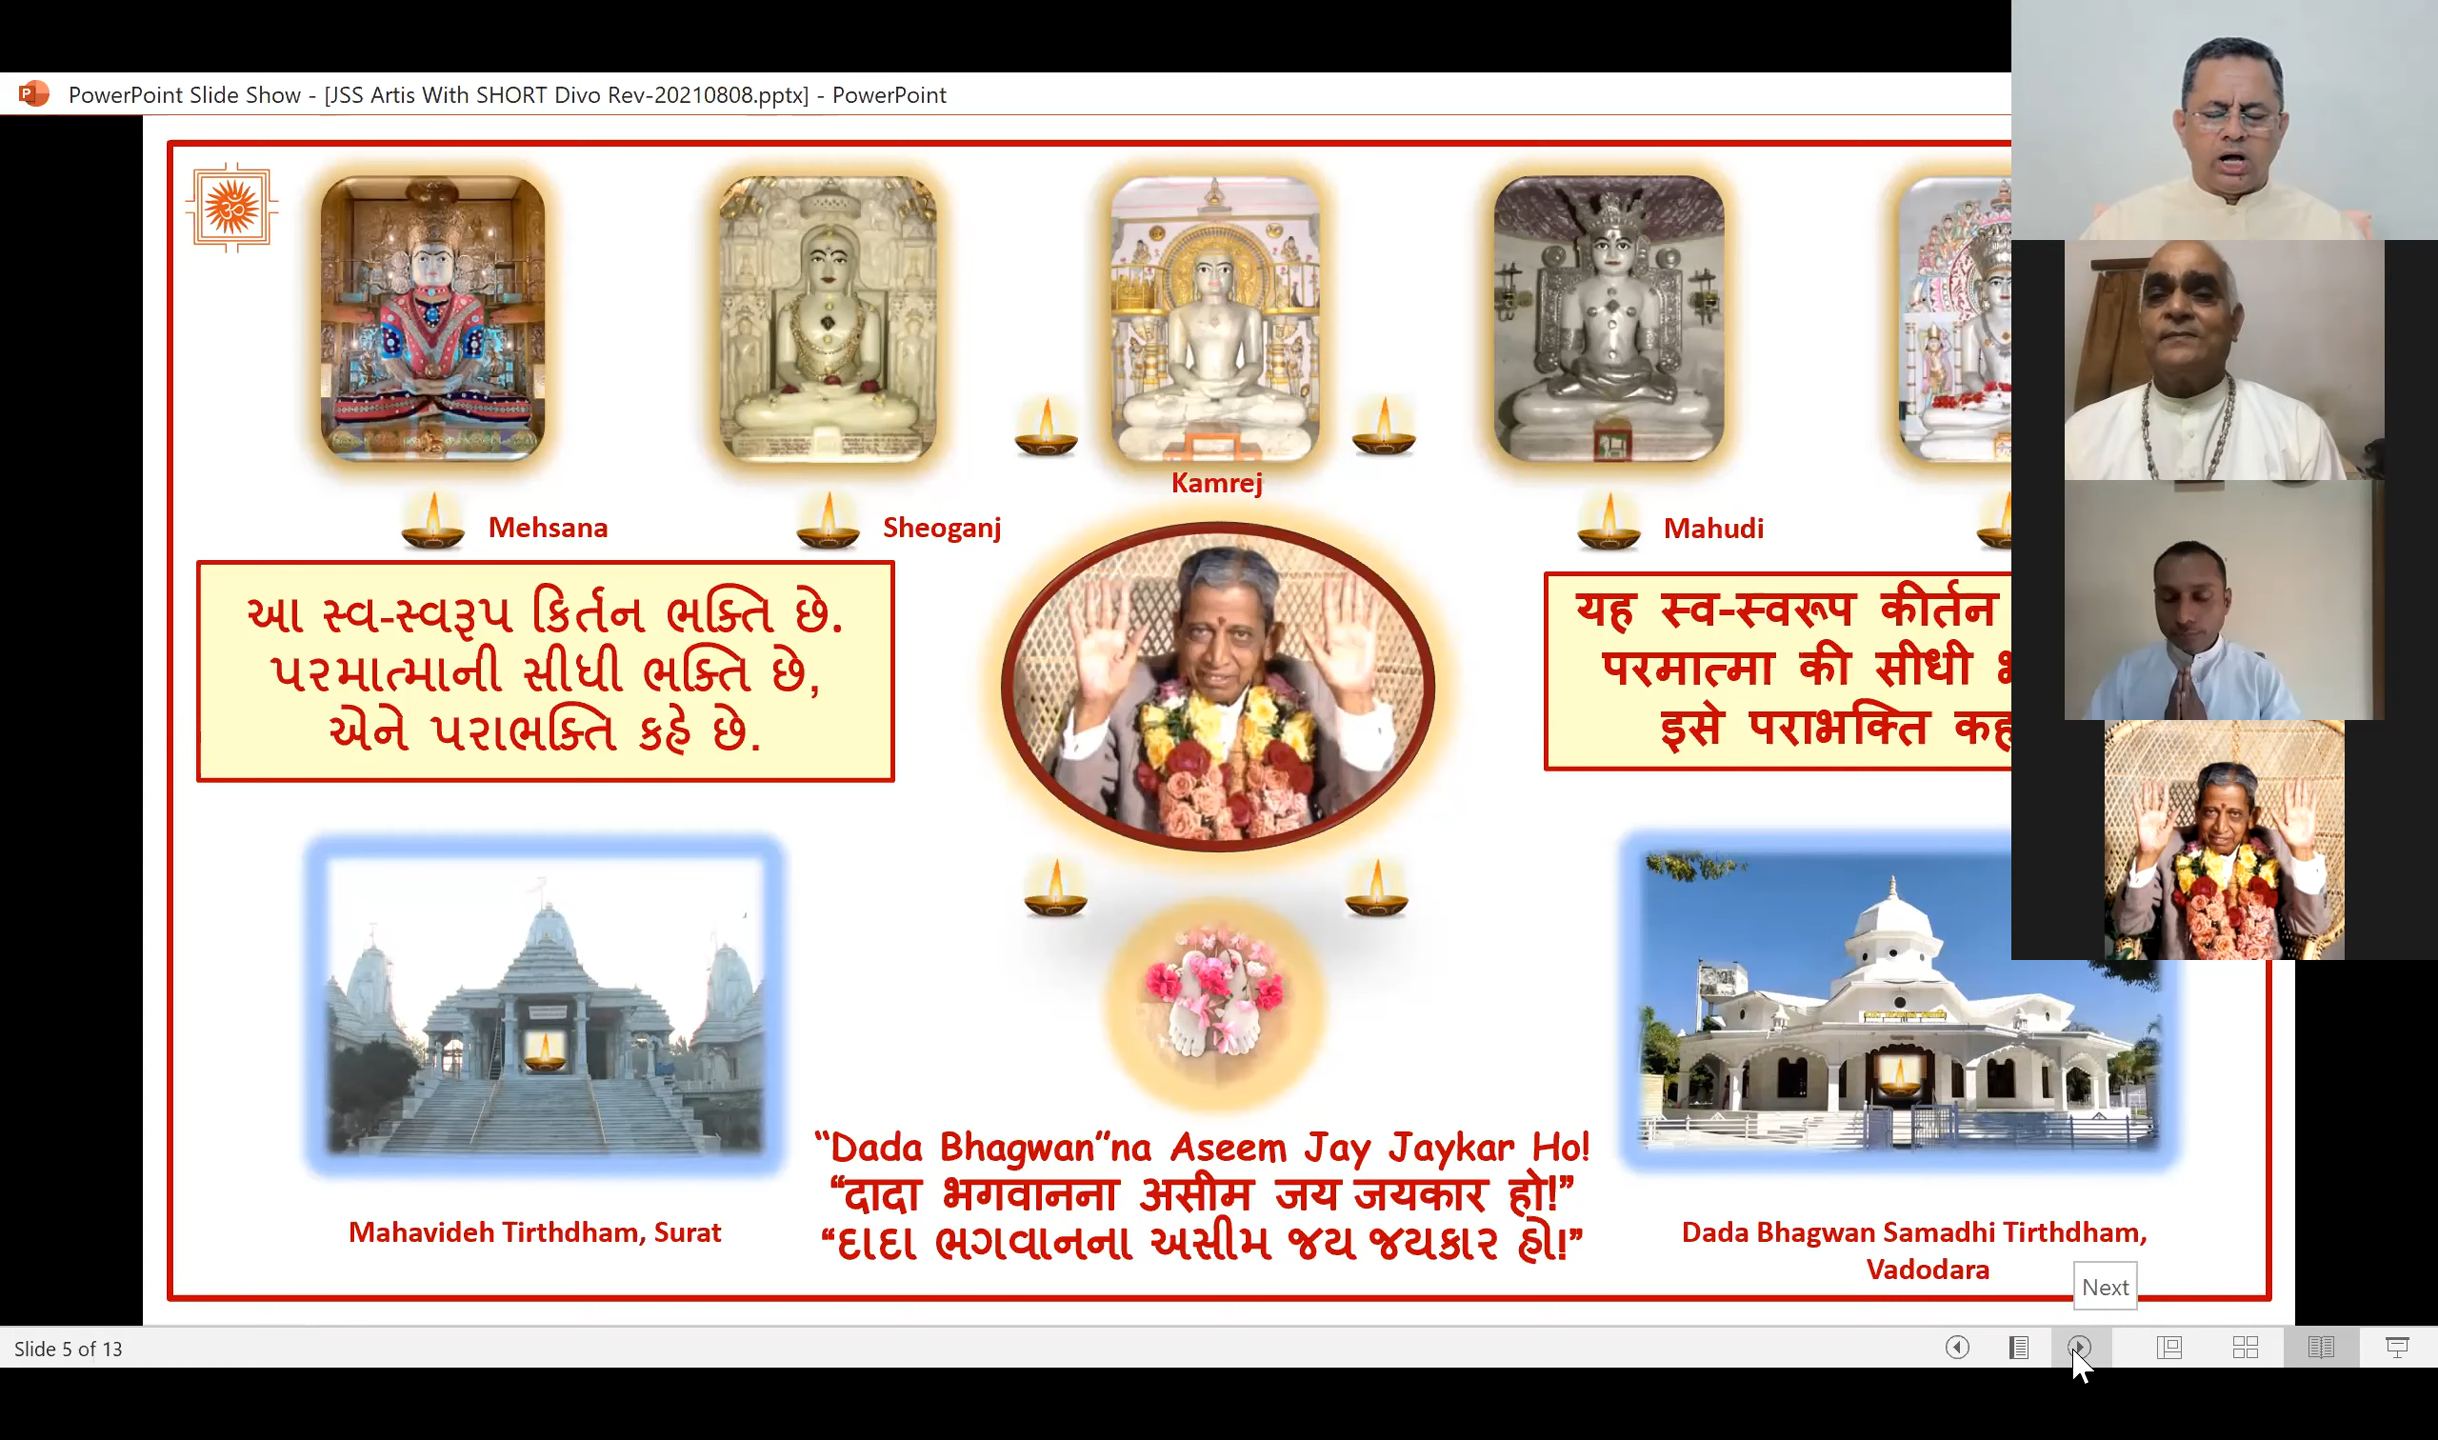 PowerPoint Slide Show - [JSS Artis With SHORT Divo Rev-20210808.pptx] - PowerPoint
ॐ
Kamrej
Mehsana
Sheoganj
Mahudi
આ સ્વ-સ્વરૂપ કિર્તન ભક્તિ છે.
પરમાત્માની સીધી ભક્તિ છે,
એને પરાભક્તિ કહે છે.
यह स्व-स्वरूप कीर्तन
परमात्मा की सीधी
इसे पराभक्ति
"Dada Bhagwan"na Aseem Jay Jaykar Ho!
"दादा भगवानना असीम जय जयकार हो!"
"દાદા ભગવાનના અસીમ જય જયકાર હો!"
Mahavideh Tirthdham, Surat
Dada Bhagwan Samadhi Tirthdham,
Vadodara
Next
Slide 5 of 13